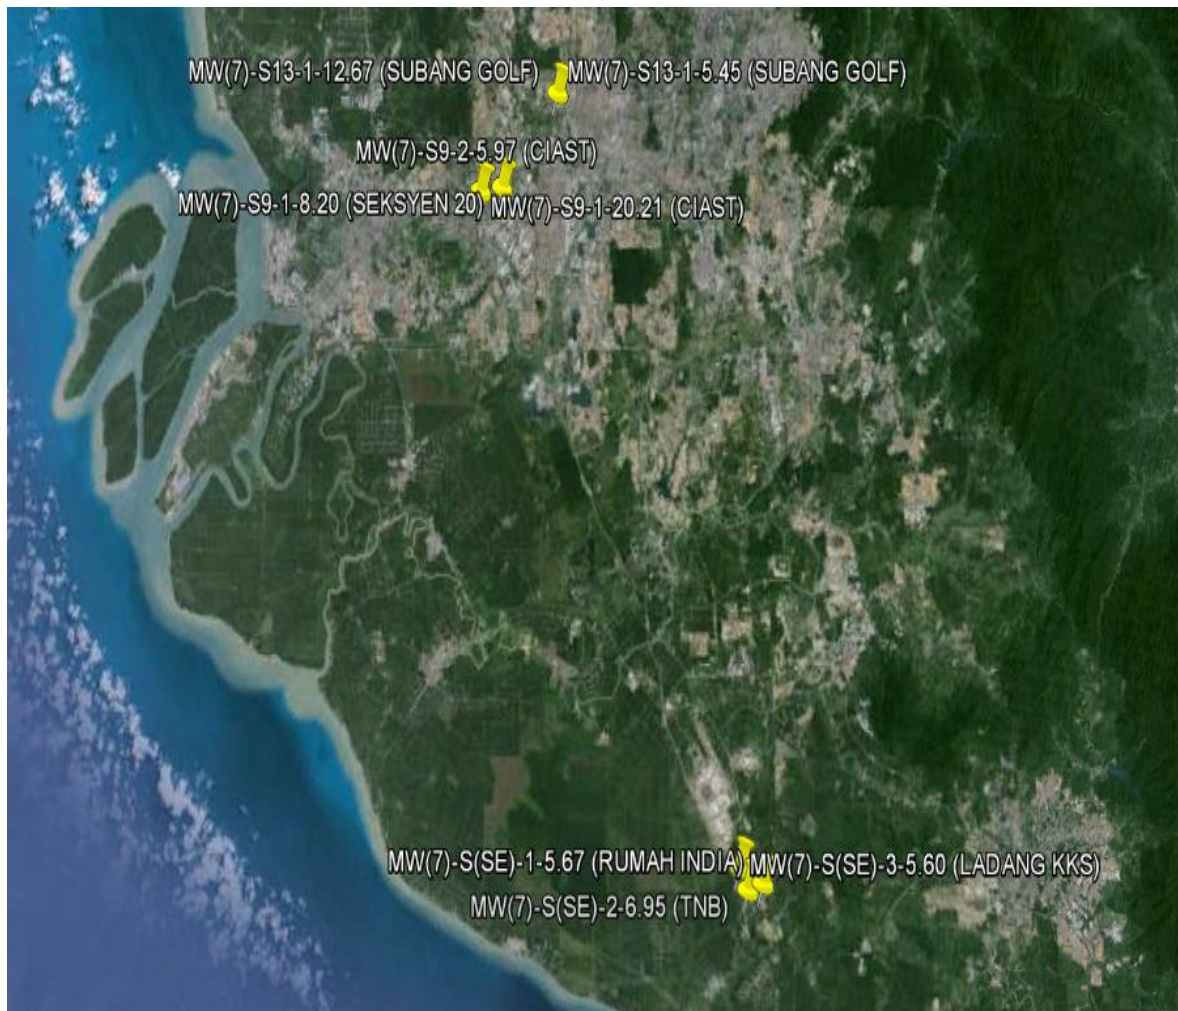 MW(7)-S13-1-12.67 (SUBANG GOLF)
MW(7)-S13-1-5.45 (SUBANG GOLF)
MW(7)-S9-2-5.97 (CIAST)
MW(7)-S9-1-8.20 (SEKSYEN 20)
MW(7)-S9-1-20.21 (CIAST)
MW(7)-S(SE)-1-5.67 (RUMAH INDIA)
MW(7)-S(SE)-3-5.60 (LADANG KKS)
MW(7)-S(SE)-2-6.95 (TNB)